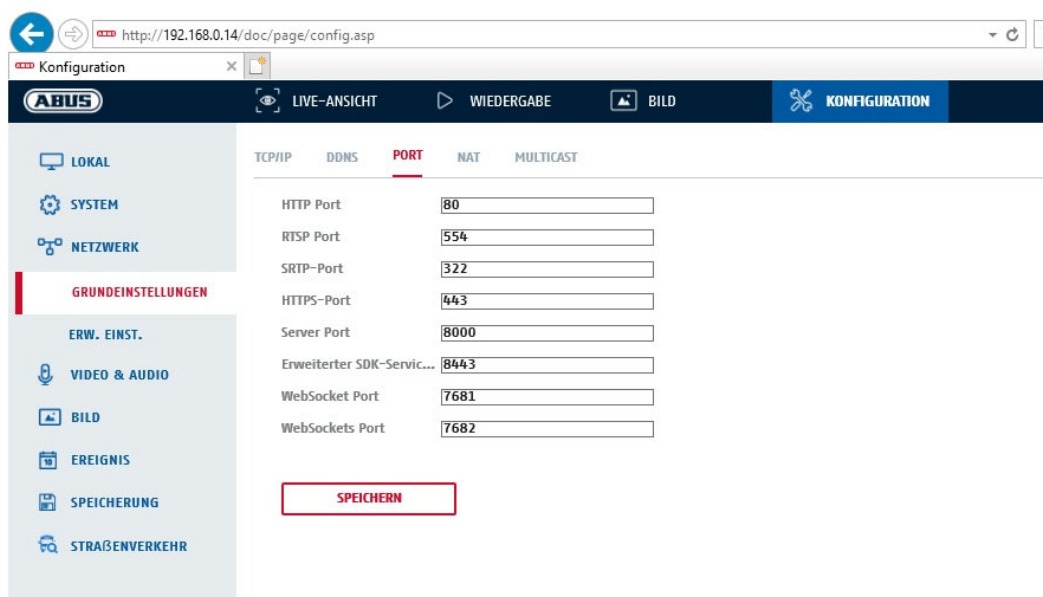 http://192.168.0.14/doc/page/config.asp
Konfiguration
ABUS
LIVE-ANSICHT WIEDERGABE BILD KONFIGURATION
LOKAL
SYSTEM
NETZWERK
GRUNDEINSTELLUNGEN
ERW. EINST.
VIDEO & AUDIO
BILD
EREIGNIS
SPEICHERUNG
STRAẞENVERKEHR
TCP/IP DDNS PORT NAT MULTICAST
HTTP Port 80
RTSP Port 554
SRTP-Port 322
HTTPS-Port 443
Server Port 8000
Erweiterter SDK-Servic... 8443
WebSocket Port 7681
WebSockets Port 7682
SPEICHERN